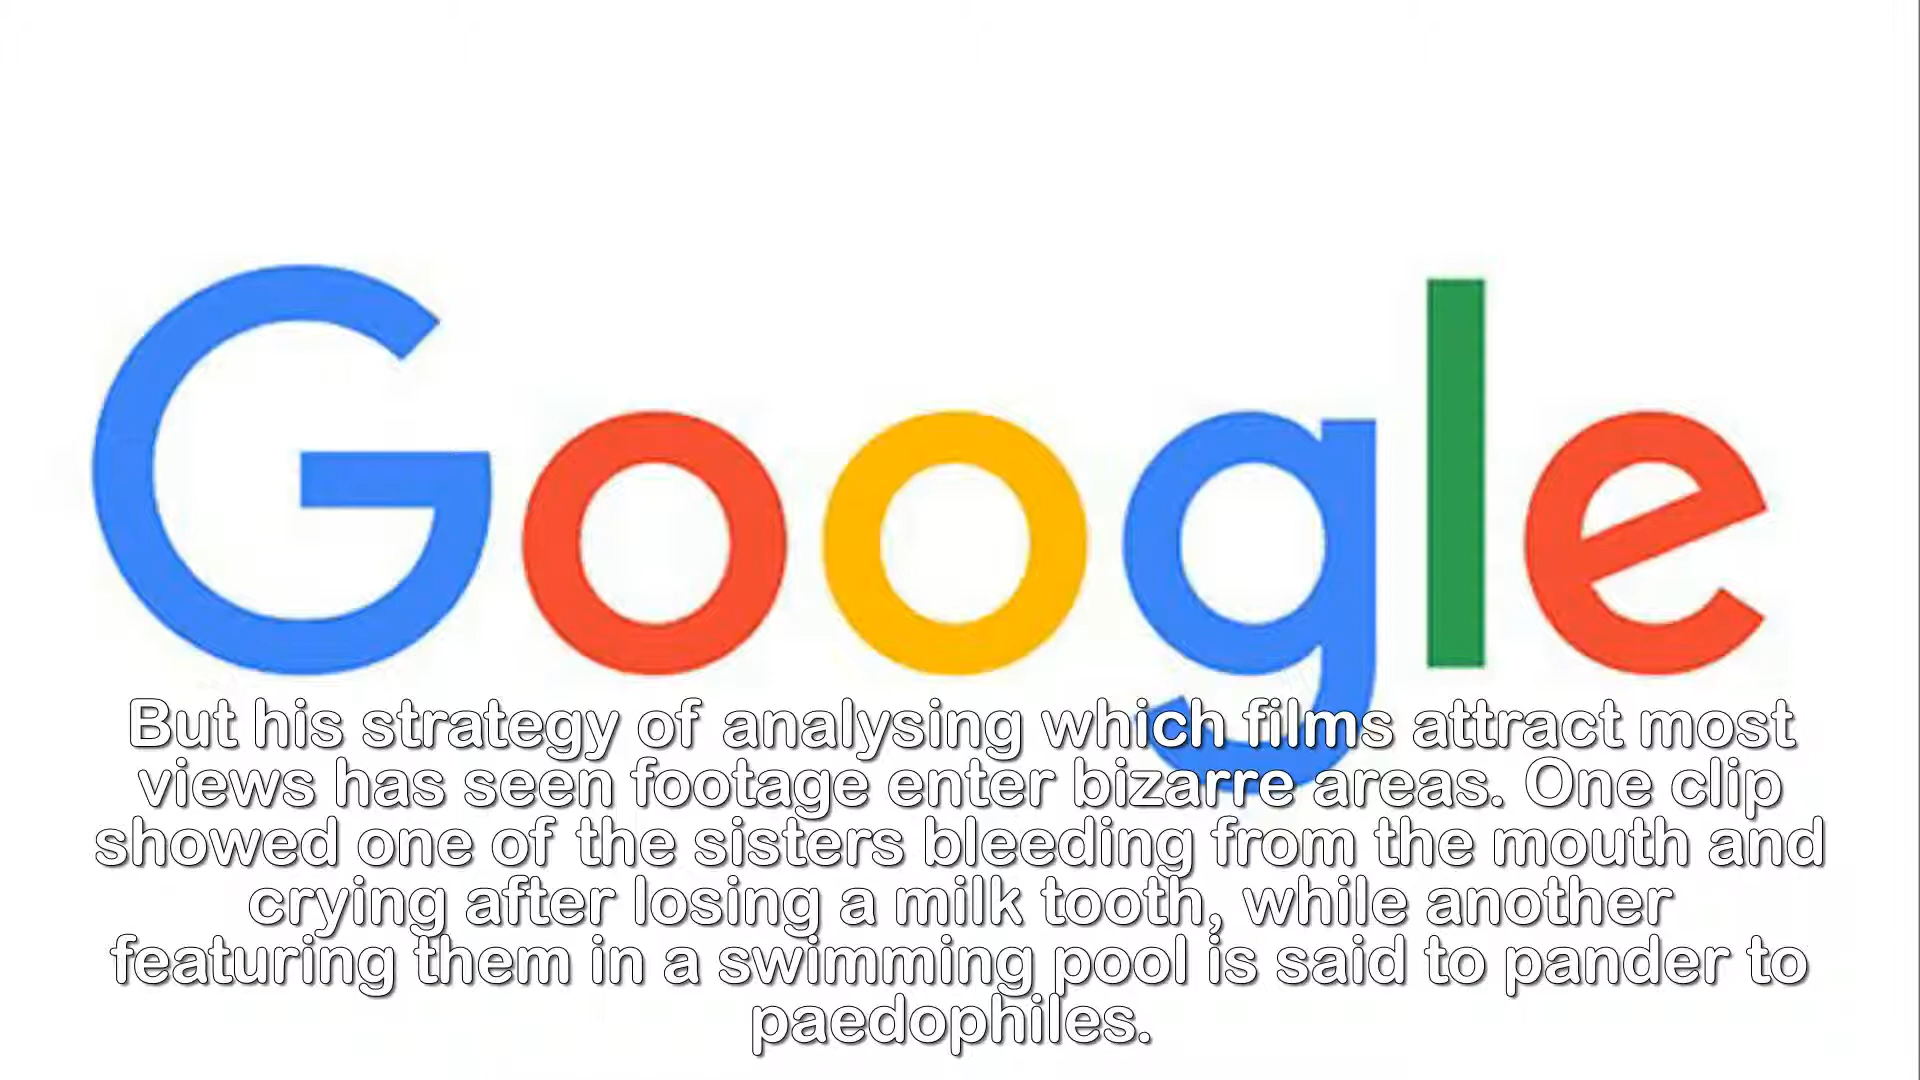 Google
But his strategy of analysing which films attract most
views has seen footage enter bizarre areas. One clip
showed one of the sisters bleeding from the mouth and
crying after losing a milk tooth, while another
featuring them in a swimming pool is said to pander to
paedophiles.